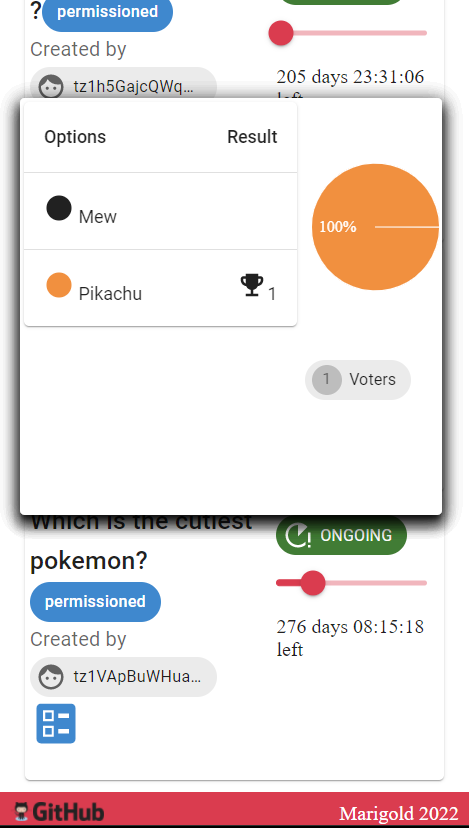 ?
permissioned
Created by
tz1h5GajcQWq...
205 days 23:31:06
left
Options Result
Mew
Pikachu 1
100%
1 Voters
Which is the cutiest
pokemon?
ONGOING
permissioned
276 days 08:15:18
left
Created by
tz1VApBuWHua...
GitHub Marigold 2022